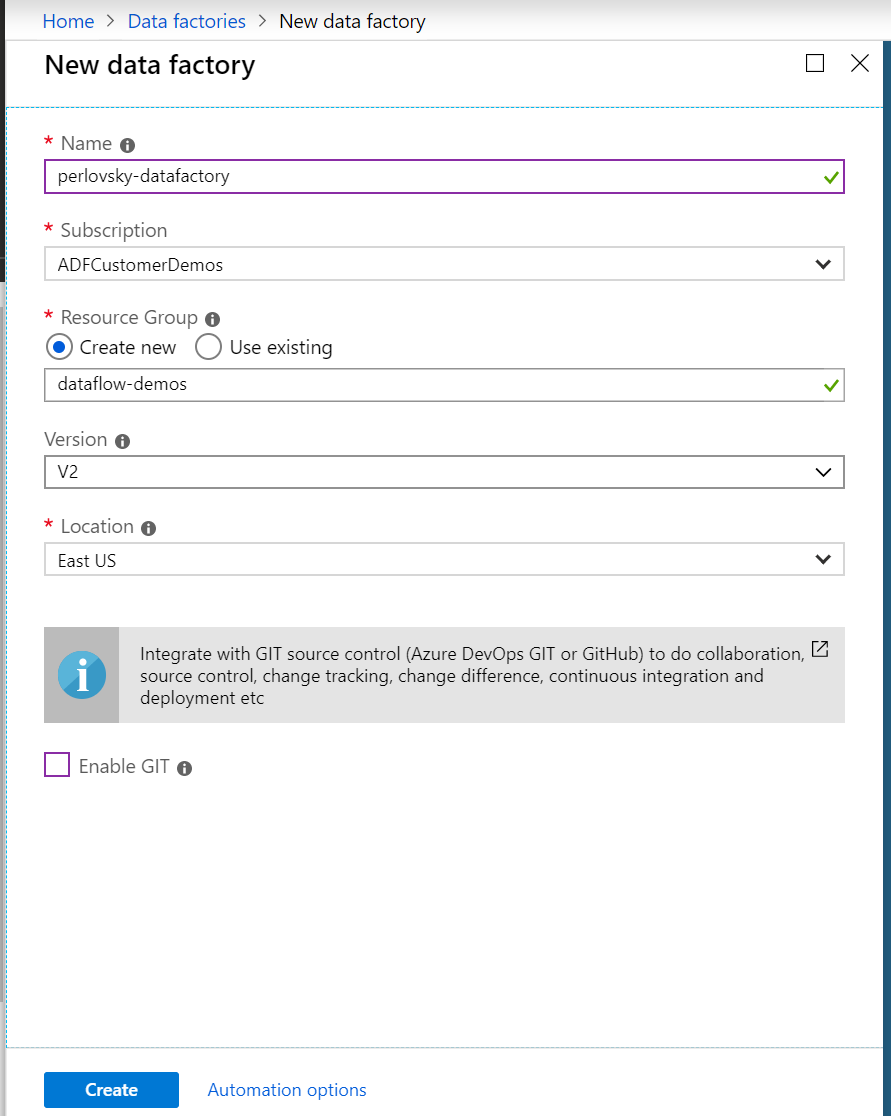 Home > Data factories > New data factory
New data factory
* Name
perlovsky-datafactory
* Subscription
ADFCustomerDemos
* Resource Group
Create new Use existing
dataflow-demos
Version
V2
* Location
East US
Integrate with GIT source control (Azure DevOps GIT or GitHub) to do collaboration,
source control, change tracking, change difference, continuous integration and
deployment etc
Enable GIT
Create Automation options